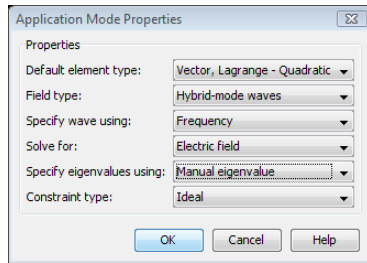 Application Mode Properties
Properties
Default element type: Vector, Lagrange - Quadratic
Field type: Hybrid-mode waves
Specify wave using: Frequency
Solve for: Electric field
Specify eigenvalues using: Manual eigenvalue
Constraint type: Ideal
OK Cancel Help